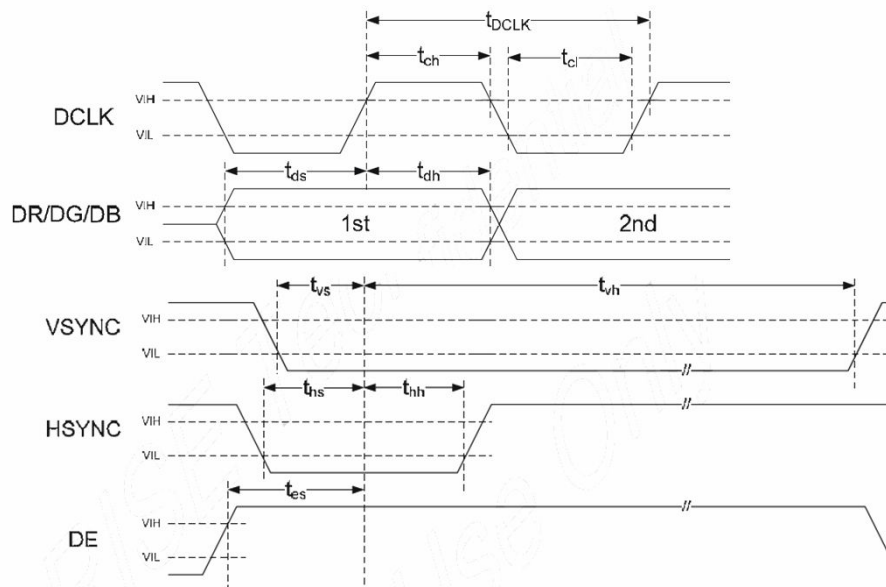 tDCLK
tch
tcl
VIH
DCLK
VIL
tds
tdh
VIH
DR/DG/DB
1st
2nd
VIL
tvs
tvh
VIH
VSYNC
VIL
ths
thh
VIH
HSYNC
VIL
tes
VIH
DE
VIL